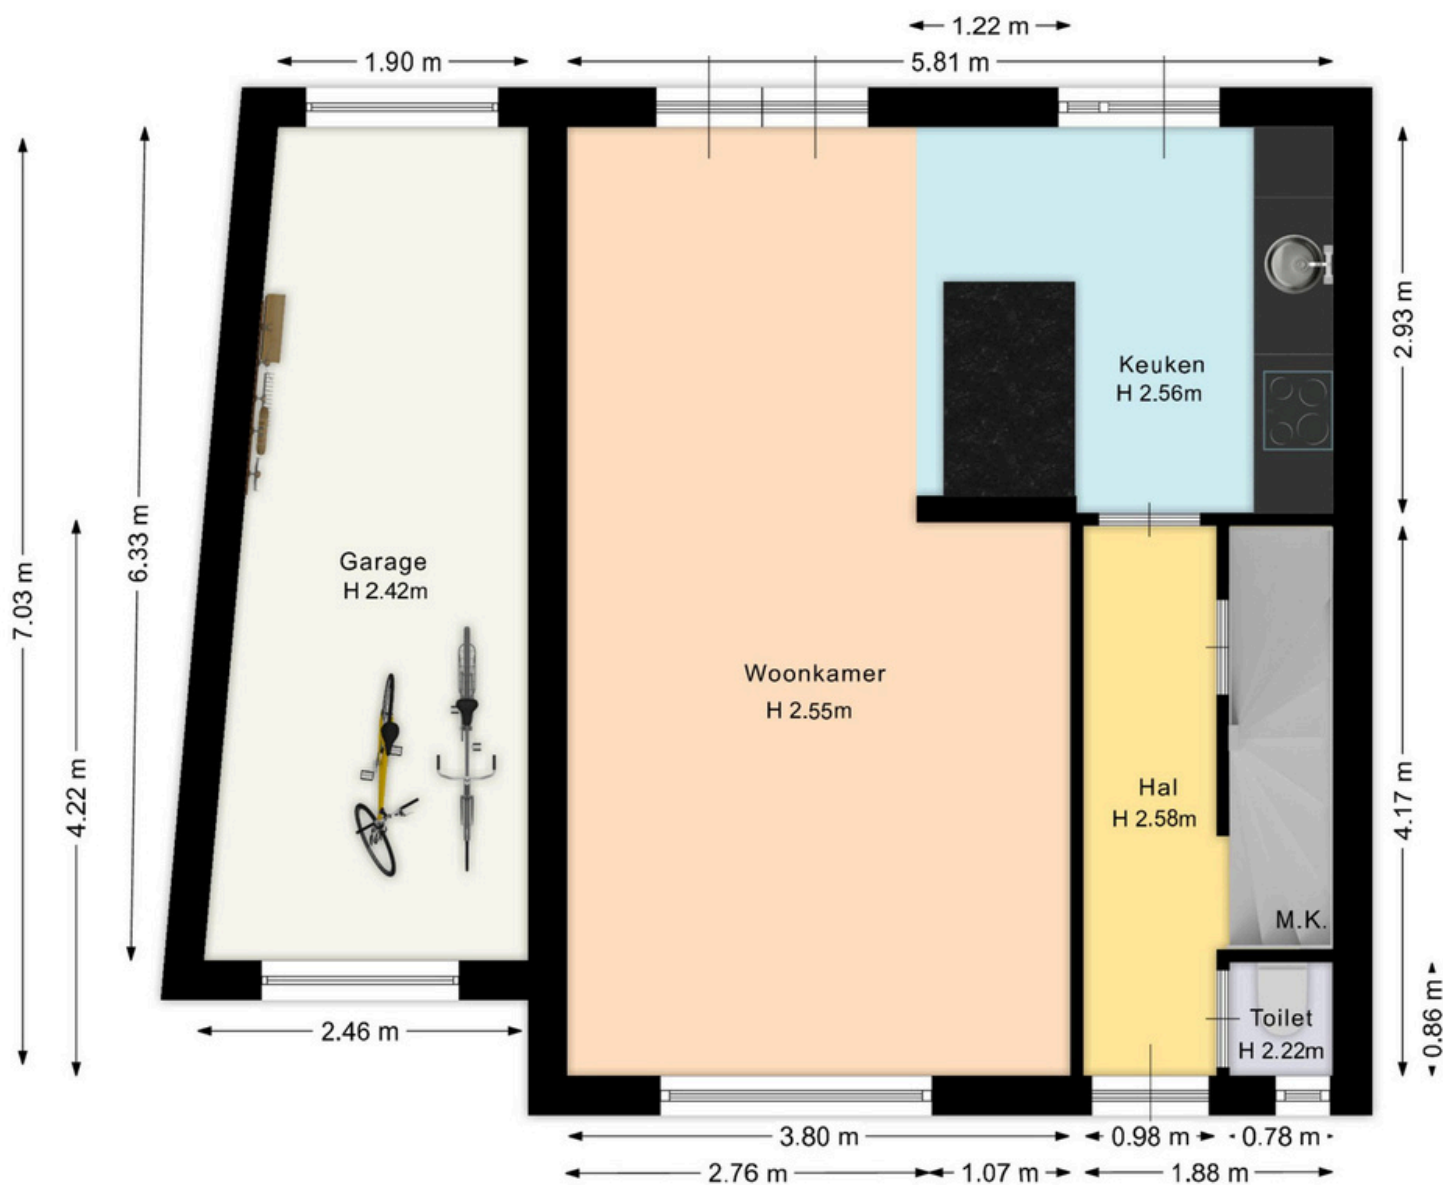 1.22 m
1.90 m
5.81 m
2.93 m
Keuken
H 2.56m
6.33 m
7.03 m
Garage
H 2.42m
Woonkamer
H 2.55m
4.22 m
Hal
H 2.58m
4.17 m
M.K.
Toilet
H 2.22m
0.86 m
2.46 m
3.80 m
0.98 m
0.78 m
2.76 m
1.07 m
1.88 m